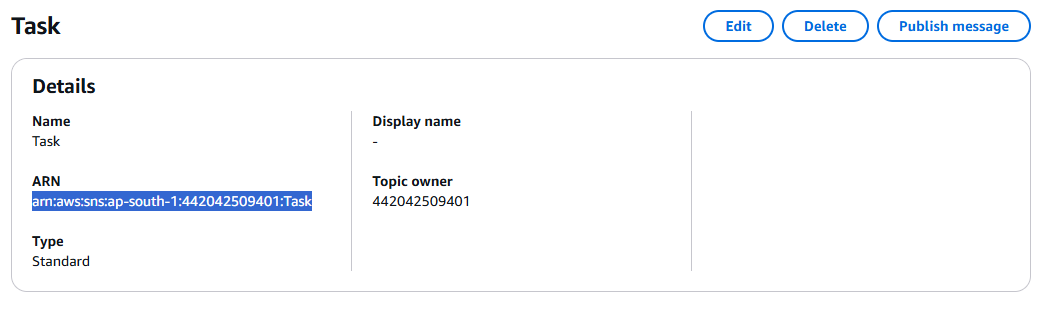 Task
Edit
Delete
Publish message
Details
Name
Task
Display name
-
ARN
arn:aws:sns:ap-south-1:442042509401:Task
Topic owner
442042509401
Type
Standard